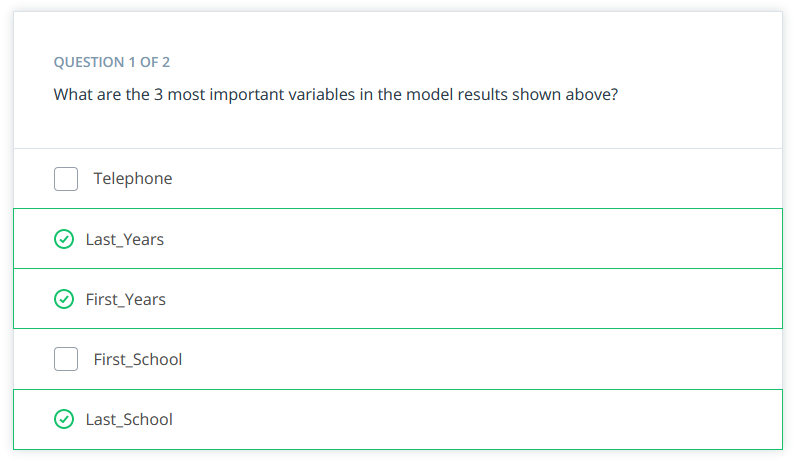 QUESTION 1 OF 2
What are the 3 most important variables in the model results shown above?
Telephone
Last_Years
First_Years
First_School
Last_School